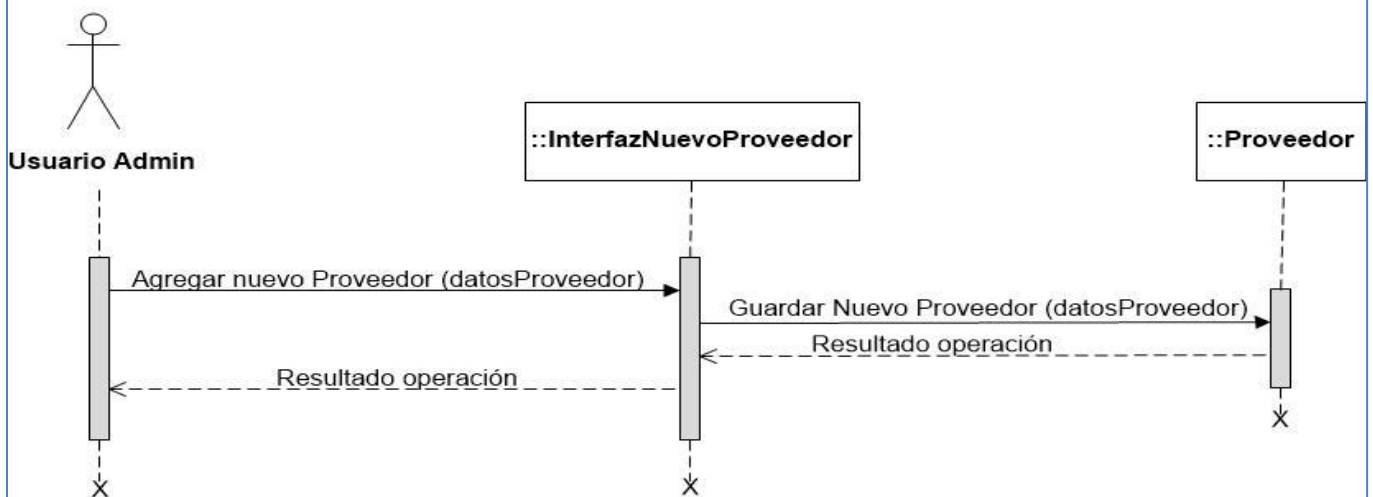 Usuario Admin
::InterfazNuevoProveedor
::Proveedor
Agregar nuevo Proveedor (datosProveedor)
Guardar Nuevo Proveedor (datosProveedor)
Resultado operación
Resultado operación
X
X
X